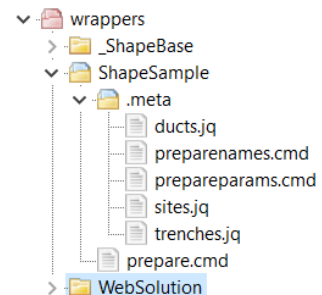 wrappers
_ShapeBase
ShapeSample
.meta
ducts.jq
preparenames.cmd
prepareparams.cmd
sites.jq
trenches.jq
prepare.cmd
WebSolution